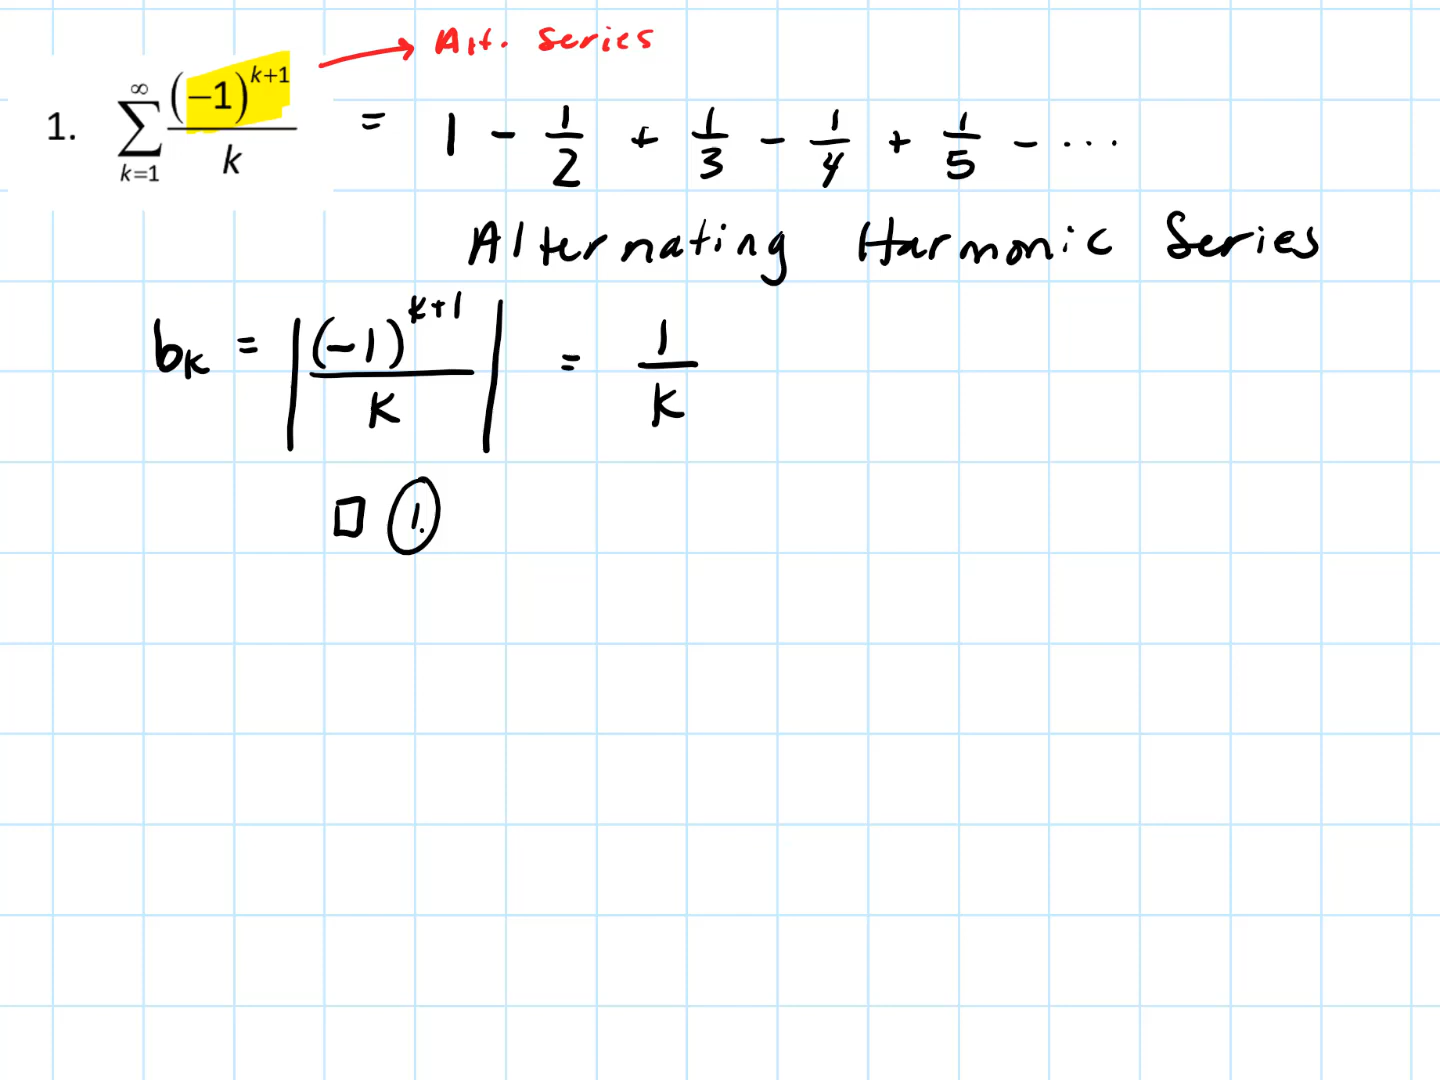 Alt. Series
1. ∞ ∑ k=1 (−1)^{k+1} / k = 1 - 1/2 + 1/3 - 1/4 + 1/5 - ...
Alternating Harmonic Series
b_k = |(-1)^{k+1} / k| = 1/k
□ 1.